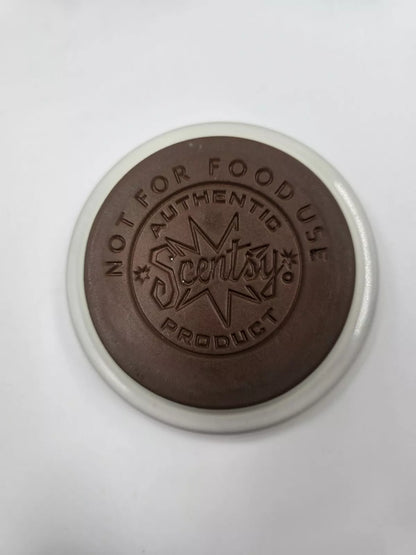 NOT FOR FOOD USE
AUTHENTIC
Scentsy
PRODUCT